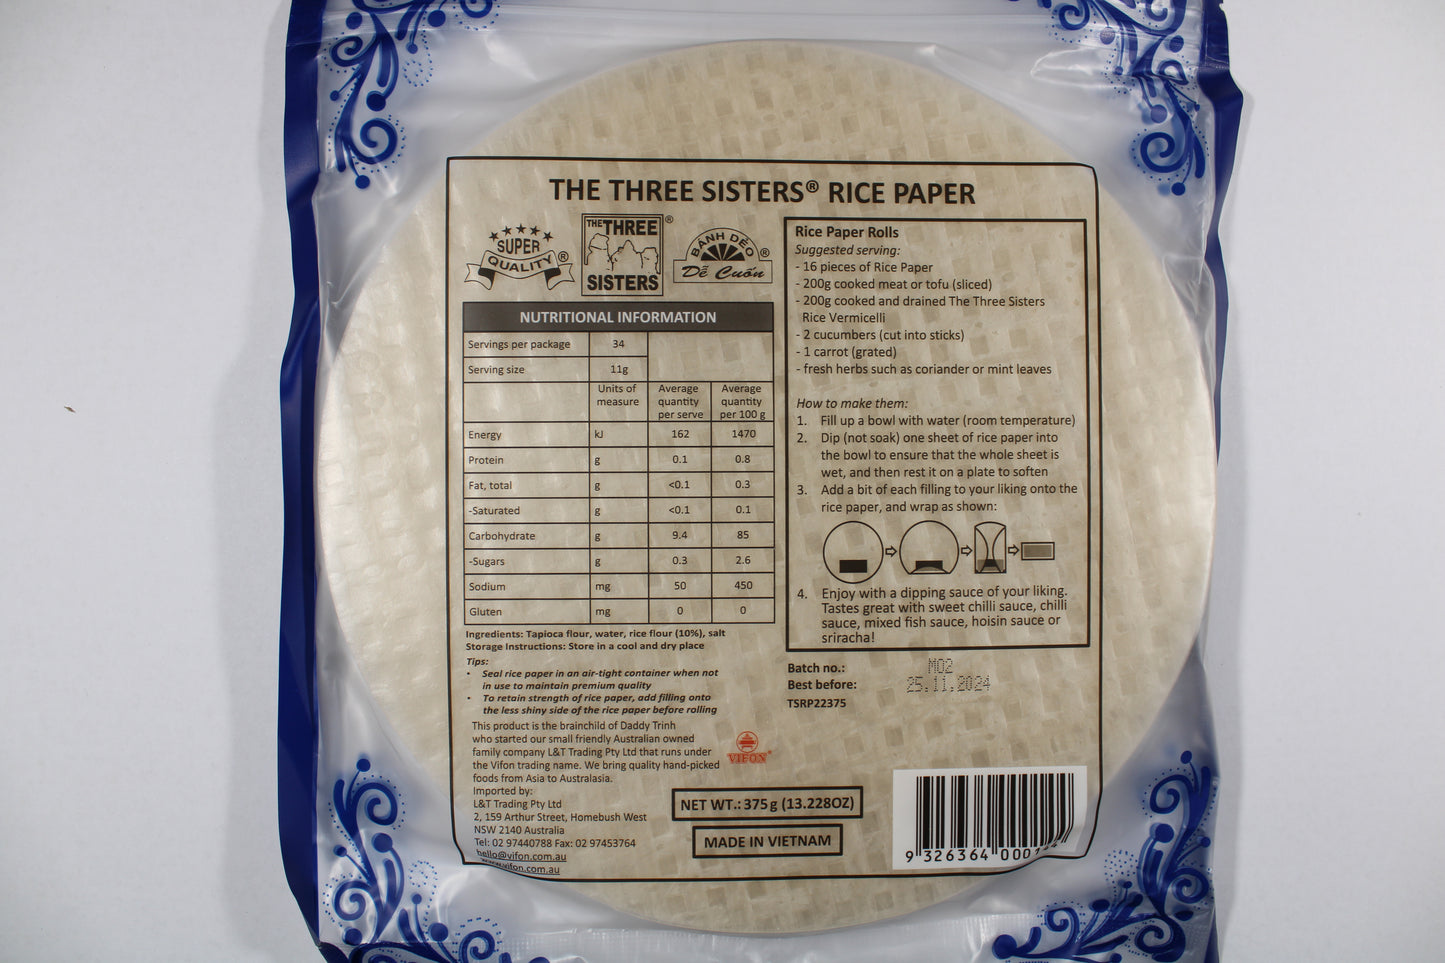 THE THREE SISTERS® RICE PAPER
SUPER
QUALITY®
THE THREE ®
SISTERS
BÁNH DẺO
Dễ Cuốn ®
NUTRITIONAL INFORMATION
Servings per package 34
Serving size 11g
Units of measure Average quantity per serve Average quantity per 100 g
Energy kJ 162 1470
Protein g 0.1 0.8
Fat, total g <0.1 0.3
-Saturated g <0.1 0.1
Carbohydrate g 9.4 85
-Sugars g 0.3 2.6
Sodium mg 50 450
Gluten mg 0 0
Ingredients: Tapioca flour, water, rice flour (10%), salt
Storage Instructions: Store in a cool and dry place
Tips:
• Seal rice paper in an air-tight container when not
in use to maintain premium quality
• To retain strength of rice paper, add filling onto
the less shiny side of the rice paper before rolling
This product is the brainchild of Daddy Trinh
who started our small friendly Australian owned
family company L&T Trading Pty Ltd that runs under
the Vifon trading name. We bring quality hand-picked
foods from Asia to Australasia.
Imported by:
L&T Trading Pty Ltd
2, 159 Arthur Street, Homebush West
NSW 2140 Australia
Tel: 02 97440788 Fax: 02 97453764
hello@vifon.com.au
www.vifon.com.au
Rice Paper Rolls
Suggested serving:
- 16 pieces of Rice Paper
- 200g cooked meat or tofu (sliced)
- 200g cooked and drained The Three Sisters
Rice Vermicelli
- 2 cucumbers (cut into sticks)
- 1 carrot (grated)
- fresh herbs such as coriander or mint leaves
How to make them:
1. Fill up a bowl with water (room temperature)
2. Dip (not soak) one sheet of rice paper into
the bowl to ensure that the whole sheet is
wet, and then rest it on a plate to soften
3. Add a bit of each filling to your liking onto the
rice paper, and wrap as shown:
4. Enjoy with a dipping sauce of your liking.
Tastes great with sweet chilli sauce, chilli
sauce, mixed fish sauce, hoisin sauce or
sriracha!
Batch no.: M02
Best before: 25.11.2024
TSRP22375
VIFON®
NET WT.: 375g (13.228OZ)
MADE IN VIETNAM
9 326364 000